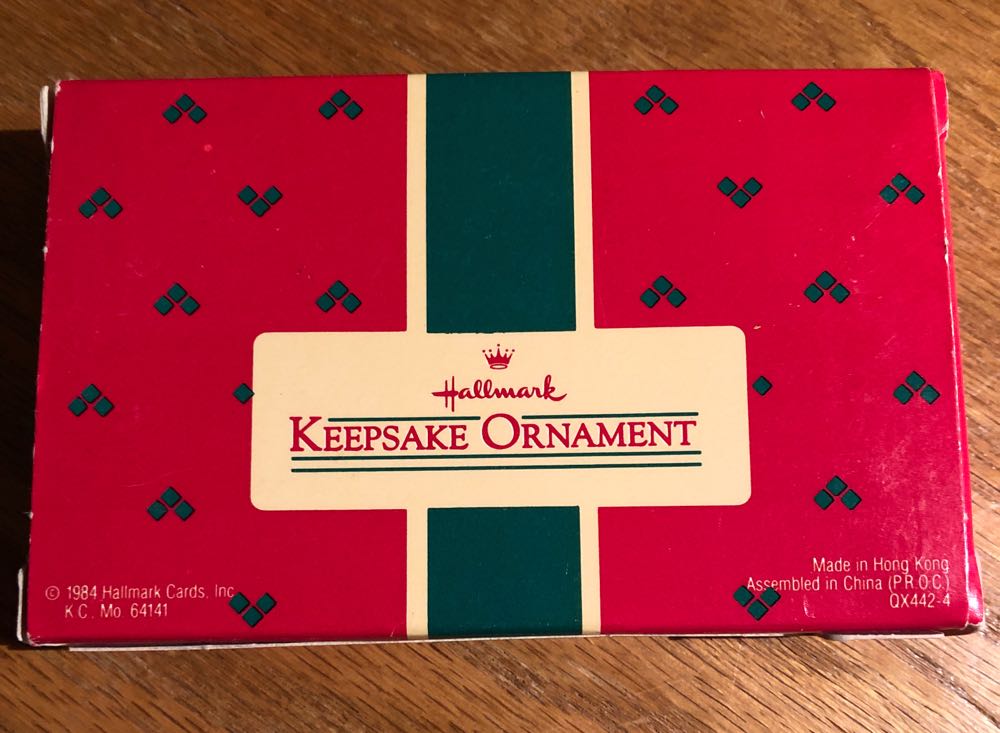 Hallmark
KEEPSAKE ORNAMENT
© 1984 Hallmark Cards, Inc.
K.C. Mo. 64141
Made in Hong Kong
Assembled in China (P.R.O.C.)
QX442-4